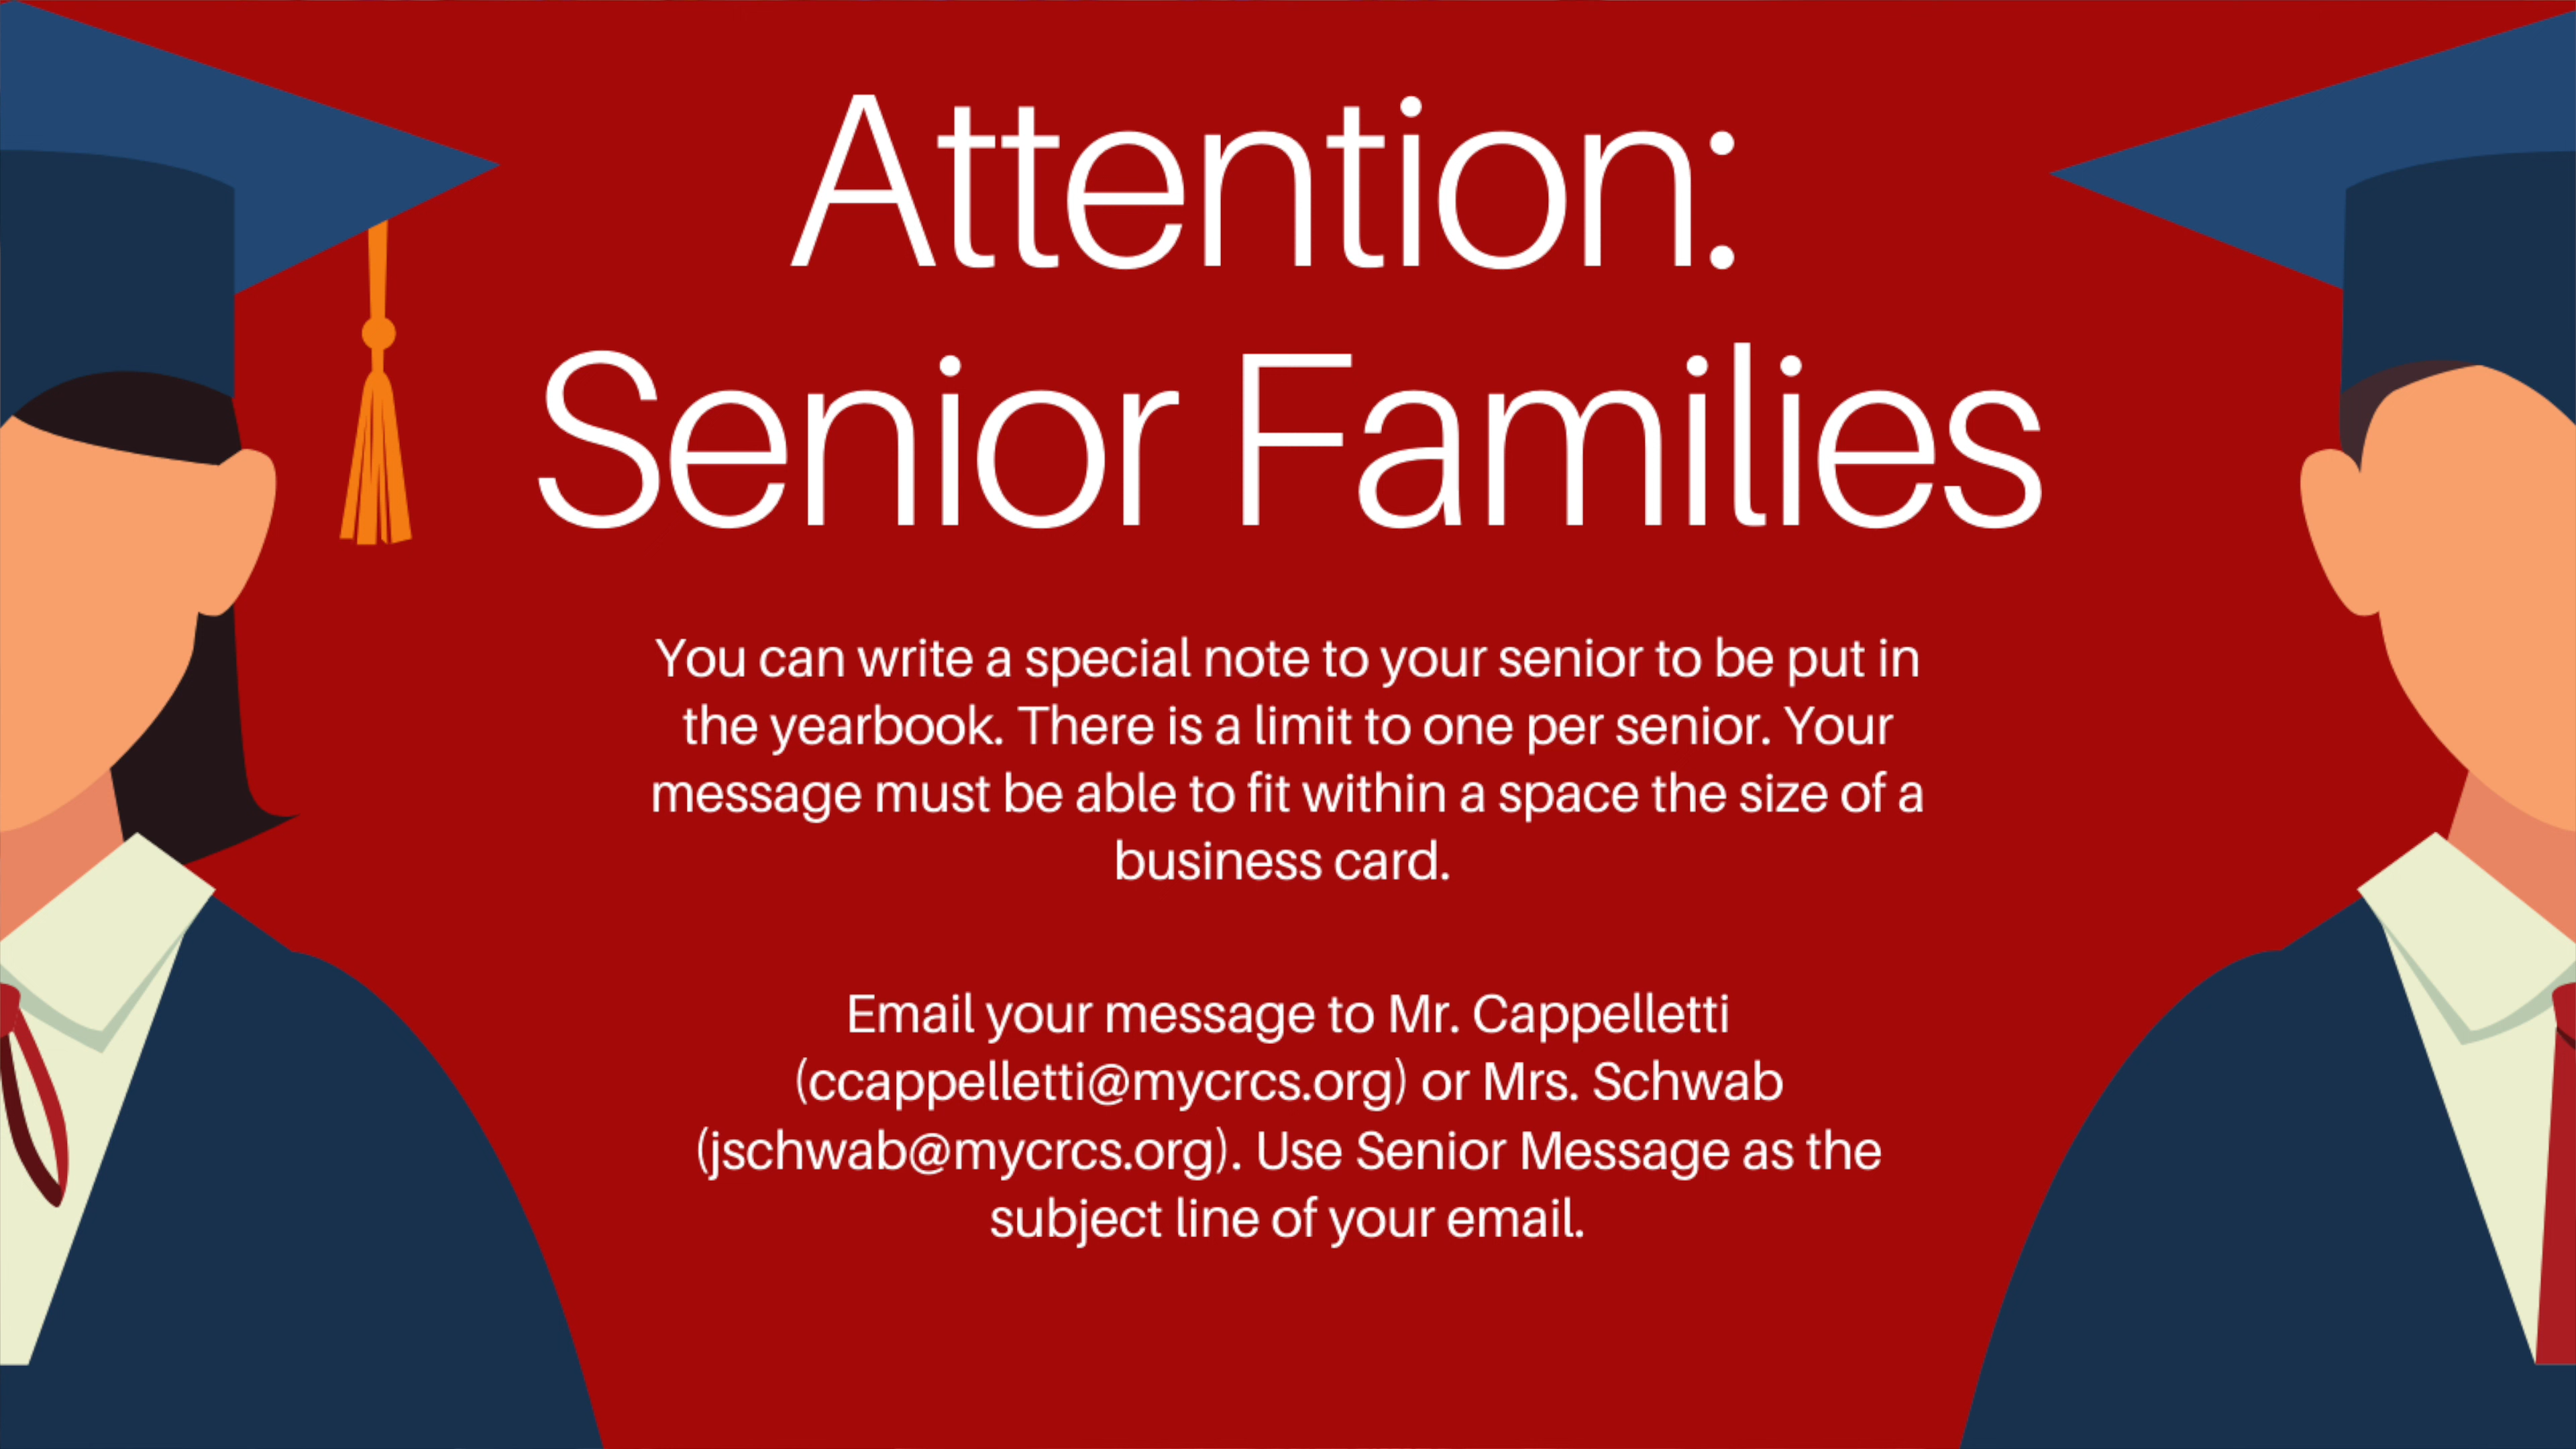 Attention:
Senior Families
You can write a special note to your senior to be put in
the yearbook. There is a limit to one per senior. Your
message must be able to fit within a space the size of a
business card.
Email your message to Mr. Cappelletti
(ccappelletti@mycrcs.org) or Mrs. Schwab
(jschwab@mycrcs.org). Use Senior Message as the
subject line of your email.